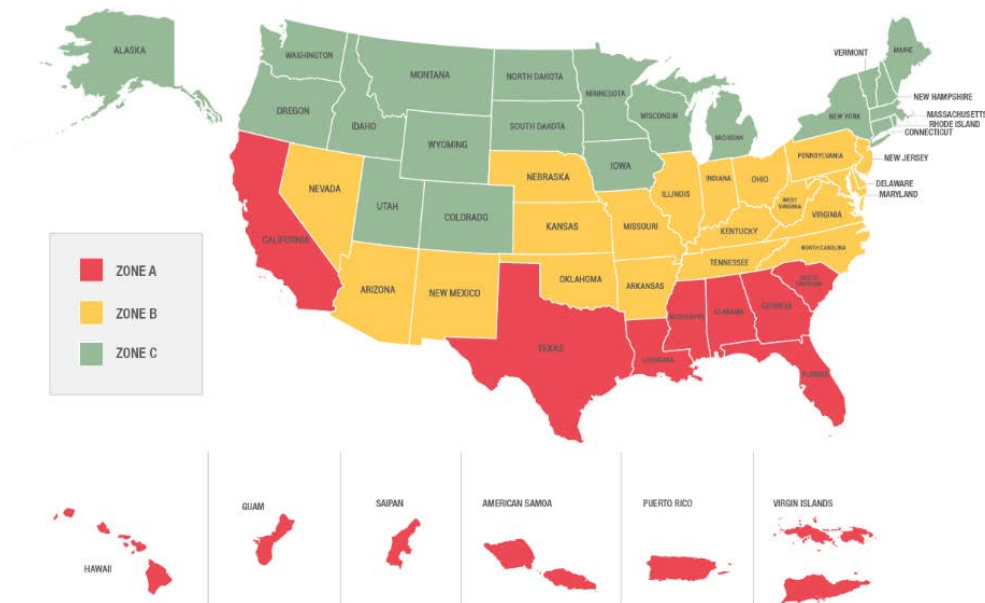 ALASKA
WASHINGTON
OREGON
IDAHO
MONTANA
WYOMING
NORTH DAKOTA
SOUTH DAKOTA
MINNESOTA
WISCONSIN
MICHIGAN
IOWA
VERMONT
MAINE
NEW HAMPSHIRE
MASSACHUSETTS
RHODE ISLAND
CONNECTICUT
NEW YORK
PENNSYLVANIA
NEW JERSEY
DELAWARE
MARYLAND
NEVADA
UTAH
COLORADO
NEBRASKA
KANSAS
ILLINOIS
INDIANA
OHIO
WEST
VIRGINIA
VIRGINIA
MISSOURI
KENTUCKY
NORTH CAROLINA
TENNESSEE
CALIFORNIA
ARIZONA
NEW MEXICO
OKLAHOMA
ARKANSAS
TEXAS
LOUISIANA
MISSISSIPPI
ALABAMA
GEORGIA
SOUTH
CAROLINA
FLORIDA
ZONE A
ZONE B
ZONE C
HAWAII
GUAM
SAIPAN
AMERICAN SAMOA
PUERTO RICO
VIRGIN ISLANDS